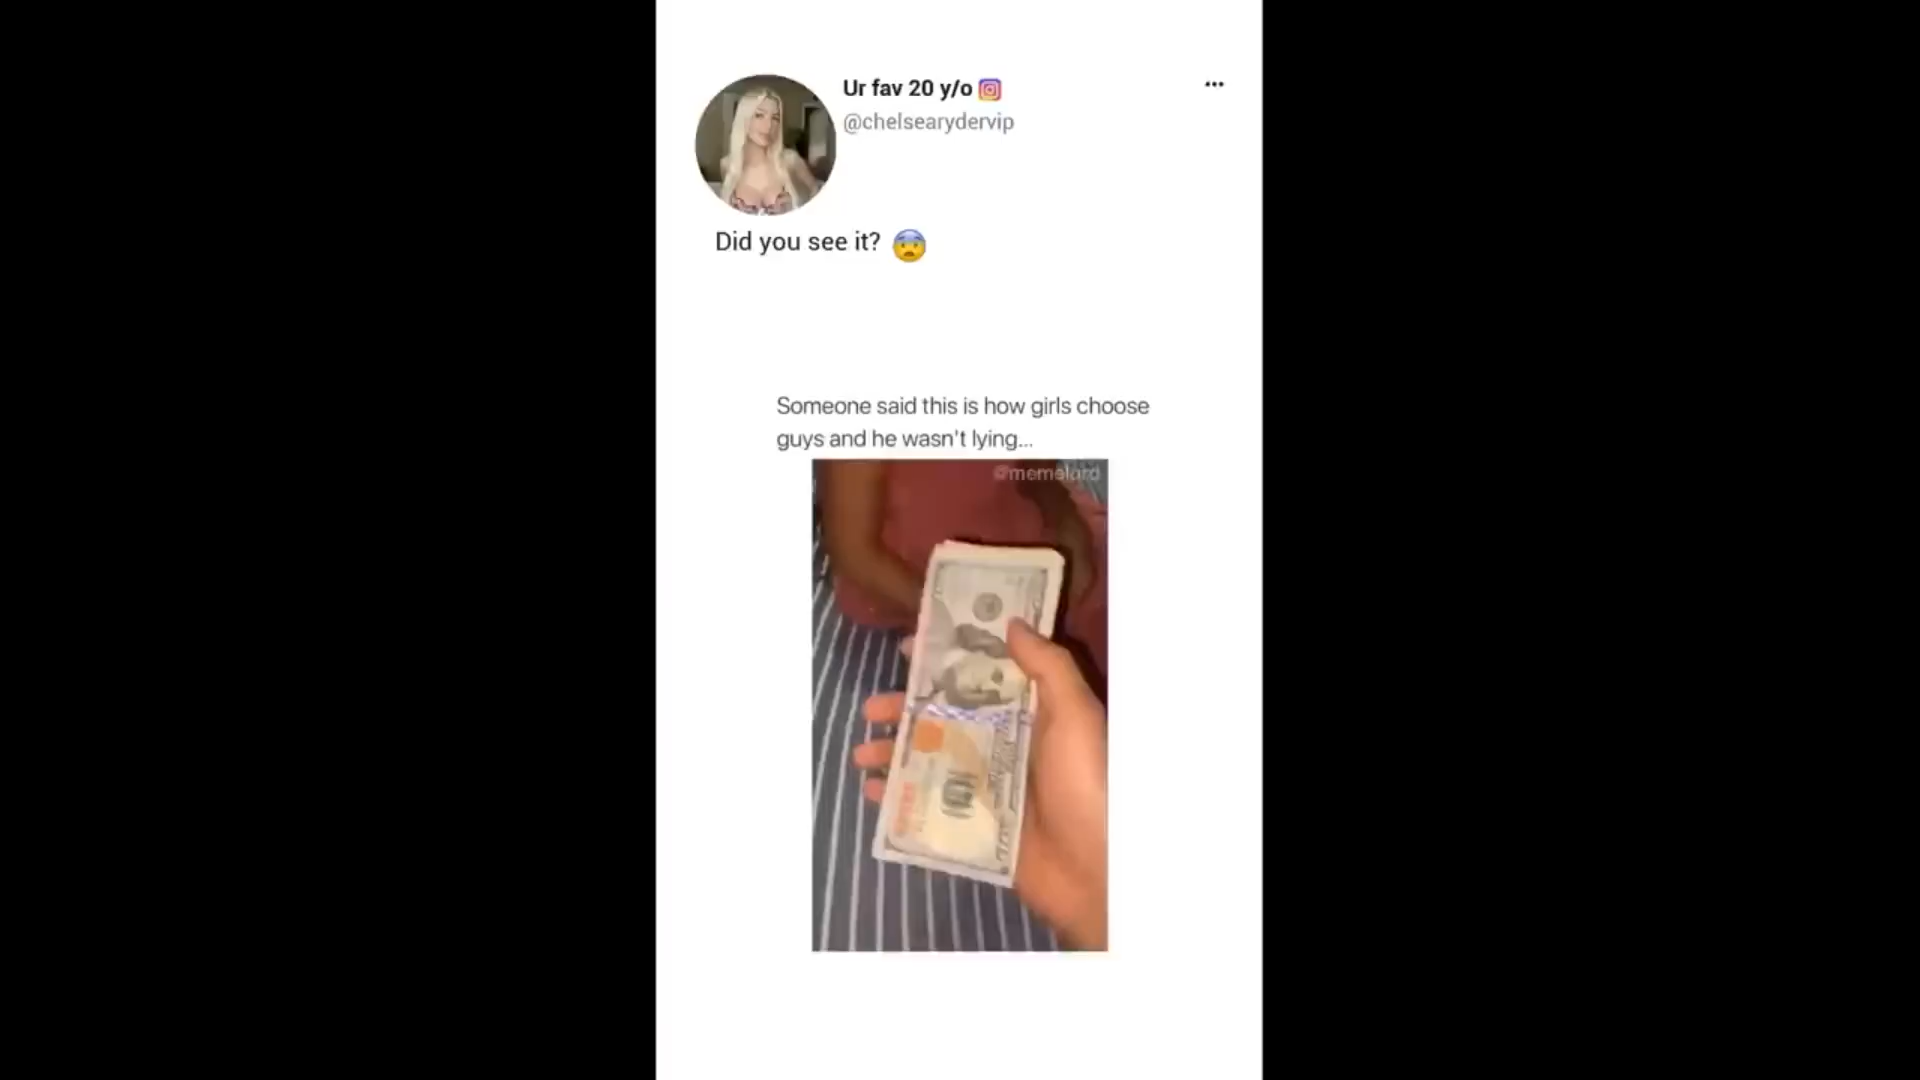 Ur fav 20 y/o
@chelsearydervip
Did you see it? 😨
Someone said this is how girls choose
guys and he wasn't lying...
@memelord
100